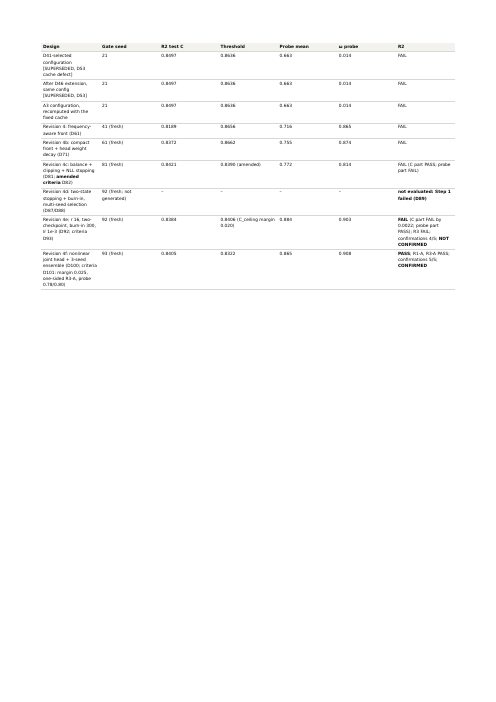 Design Gate seed R2 test C Threshold Probe mean ω probe R2
D41-selected 21 0.8497 0.8636 0.663 0.014 FAIL
configuration
[SUPERSEDED, D53
cache defect]
After D46 extension, 21 0.8497 0.8636 0.663 0.014 FAIL
same config
[SUPERSEDED, D53]
A3 configuration, 21 0.8497 0.8636 0.663 0.014 FAIL
recomputed with the
fixed cache
Revision 4: frequency- 41 (fresh) 0.8189 0.8656 0.716 0.865 FAIL
aware front (D61)
Revision 4b: compact 61 (fresh) 0.8372 0.8662 0.755 0.874 FAIL
front + head weight
decay (D71)
Revision 4c: balance + 81 (fresh) 0.8421 0.8390 (amended) 0.772 0.814 FAIL (C part PASS; probe
clipping + NLL stopping part FAIL)
(D81; amended
criteria D82)
Revision 4d: two-state 92 (fresh; not – – – – not evaluated: Step 1
stopping + burn-in, generated) failed (D89)
multi-seed selection
(D87/D88)
Revision 4e: r 16, two- 92 (fresh) 0.8384 0.8406 (C_ceiling margin 0.884 0.903 FAIL (C part FAIL by
checkpoint, burn-in 300, 0.020) 0.0022; probe part
lr 1e-3 (D92; criteria PASS); R3 FAIL;
D93) confirmations 4/5; NOT
CONFIRMED
Revision 4f: nonlinear 93 (fresh) 0.8405 0.8322 0.865 0.908 PASS; R1-A, R3-A PASS;
joint head + 3-seed confirmations 5/5;
ensemble (D100; criteria CONFIRMED
D101: margin 0.025,
one-sided R3-A, probe
0.78/0.80)